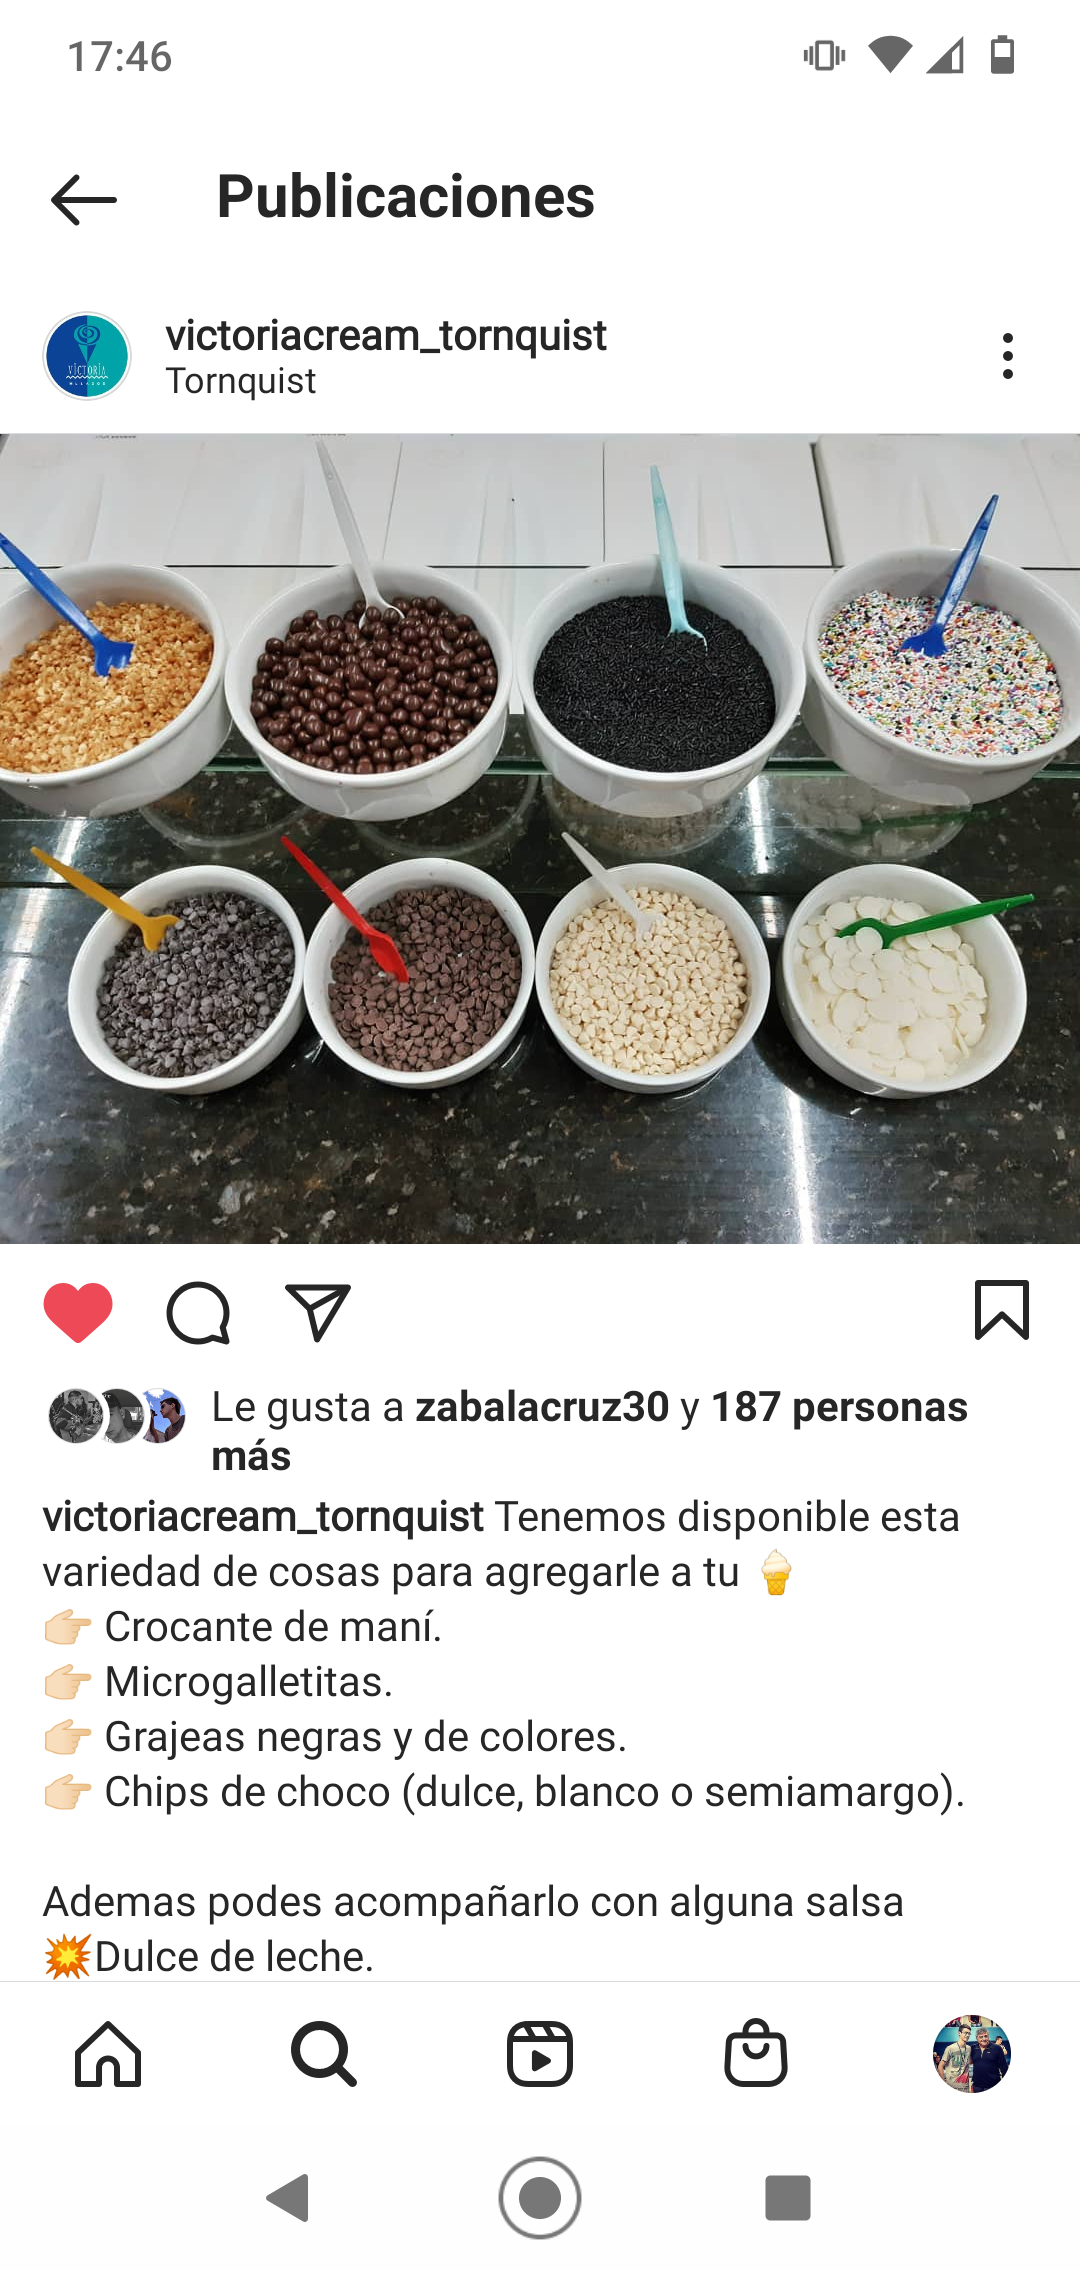 17:46
Publicaciones
victoriacream_tornquist
Tornquist
VICTORIA
Le gusta a zabalacruz30 y 187 personas
más
victoriacream_tornquist Tenemos disponible esta
variedad de cosas para agregarle a tu 🍦
👉🏻 Crocante de maní.
👉🏻 Microgalletitas.
👉🏻 Grajeas negras y de colores.
👉🏻 Chips de choco (dulce, blanco o semiamargo).
Ademas podes acompañarlo con alguna salsa
💥Dulce de leche.